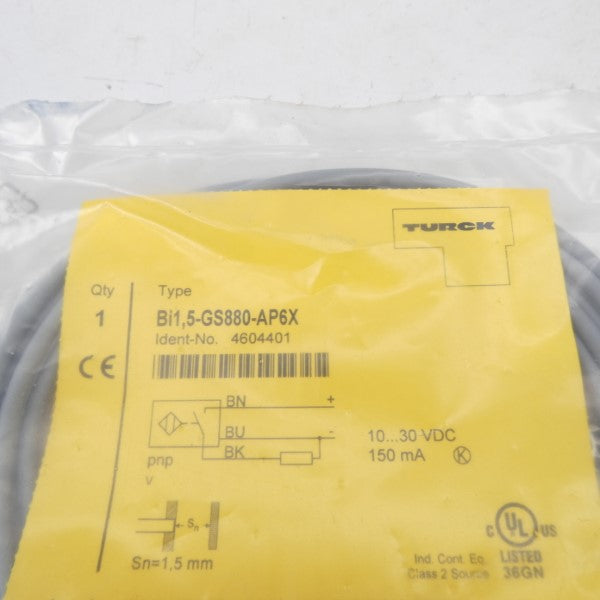 TURCK
Qty Type
1 Bi1,5-GS880-AP6X
Ident-No. 4604401
CE
BN +
BU -
BK
pnp
v
10...30 VDC
150 mA K
Sn
Sn=1,5 mm
C UL US
LISTED
Ind. Cont. Eq.
Class 2 Source 36GN